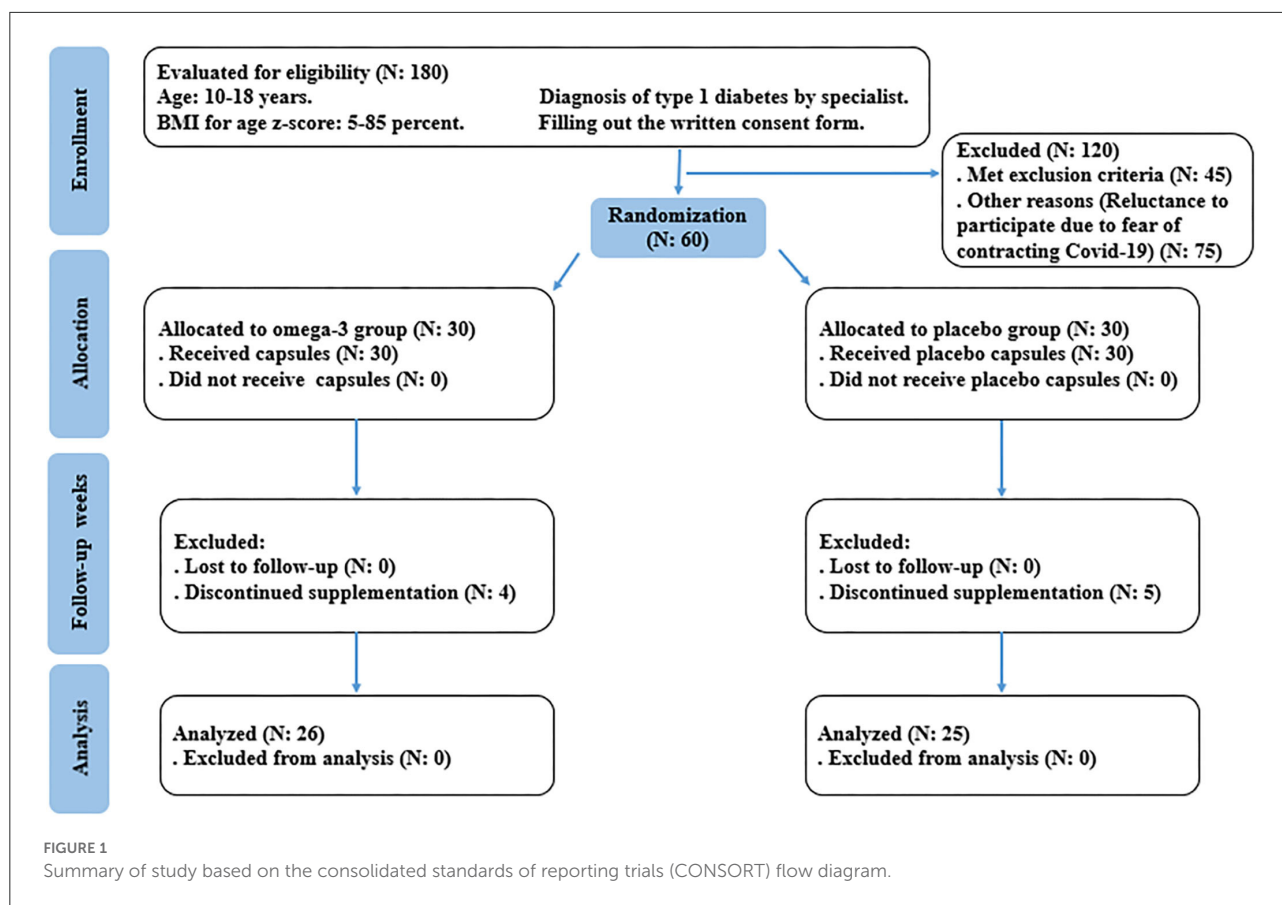 Enrollment
Evaluated for eligibility (N: 180)
Age: 10-18 years. Diagnosis of type 1 diabetes by specialist.
BMI for age z-score: 5-85 percent. Filling out the written consent form.
Excluded (N: 120)
. Met exclusion criteria (N: 45)
. Other reasons (Reluctance to
participate due to fear of
contracting Covid-19) (N: 75)
Randomization
(N: 60)
Allocation
Allocated to omega-3 group (N: 30)
. Received capsules (N: 30)
. Did not receive capsules (N: 0)
Allocated to placebo group (N: 30)
. Received placebo capsules (N: 30)
. Did not receive placebo capsules (N: 0)
Follow-up weeks
Excluded:
. Lost to follow-up (N: 0)
. Discontinued supplementation (N: 4)
Excluded:
. Lost to follow-up (N: 0)
. Discontinued supplementation (N: 5)
Analysis
Analyzed (N: 26)
. Excluded from analysis (N: 0)
Analyzed (N: 25)
. Excluded from analysis (N: 0)
FIGURE 1
Summary of study based on the consolidated standards of reporting trials (CONSORT) flow diagram.